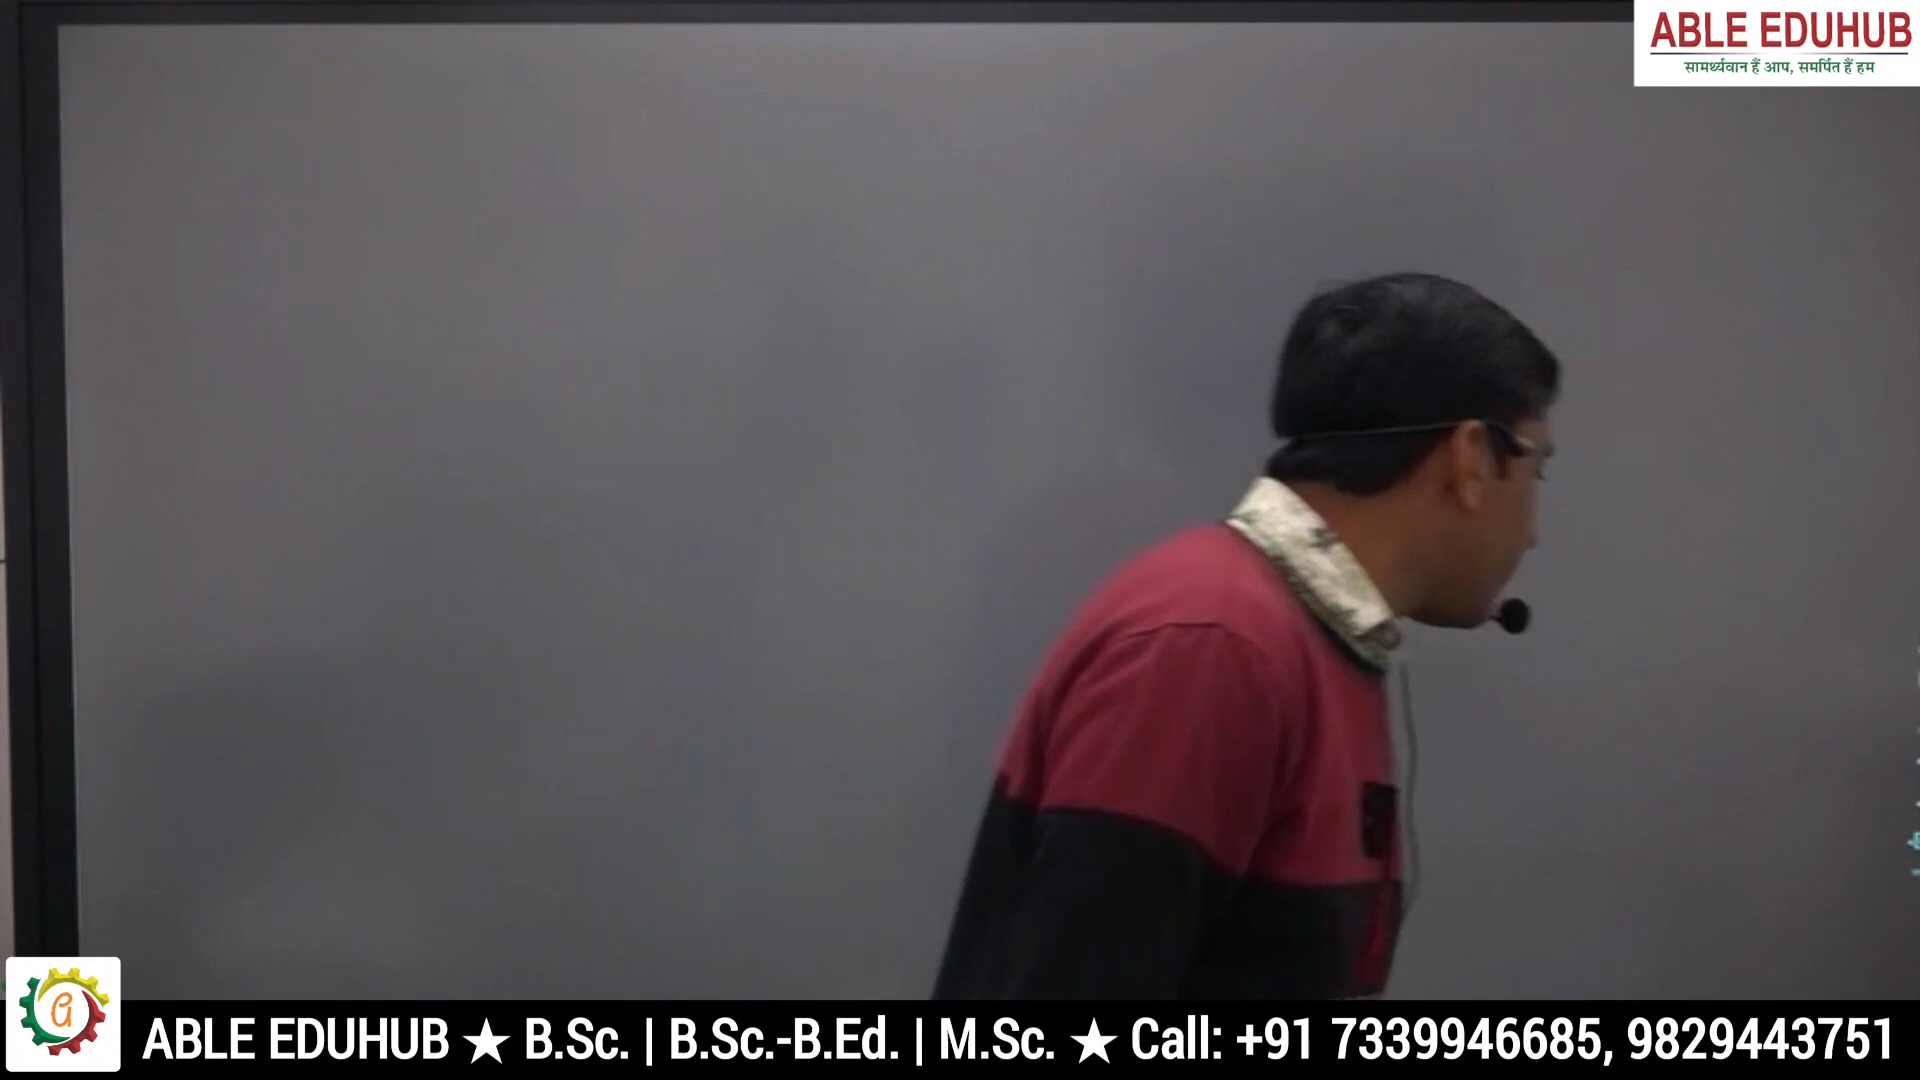 ABLE EDUHUB
सामर्थ्यवान हैं आप, समर्पित हैं हम
ABLE EDUHUB ★ B.Sc. | B.Sc.-B.Ed. | M.Sc. ★ Call: +91 7339946685, 9829443751